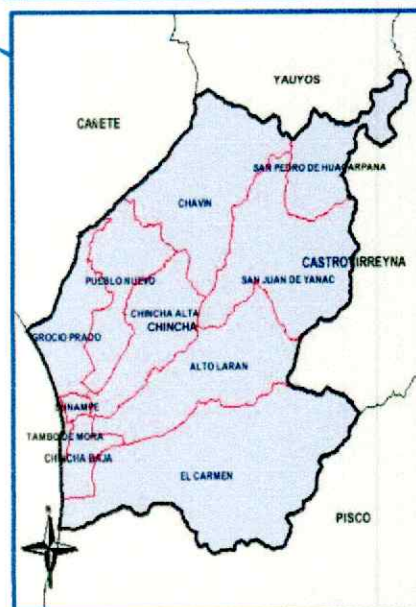 YAUYOS
CAÑETE
SAN PEDRO DE HUACARPANA
CHAVIN
CASTROVIRREYNA
PUEBLO NUEVO
SAN JUAN DE YANAC
CHINCHA ALTA
CHINCHA
GROCIO PRADO
ALTO LARAN
SUNAMPE
TAMBO DE MORA
CHINCHA BAJA
EL CARMEN
PISCO